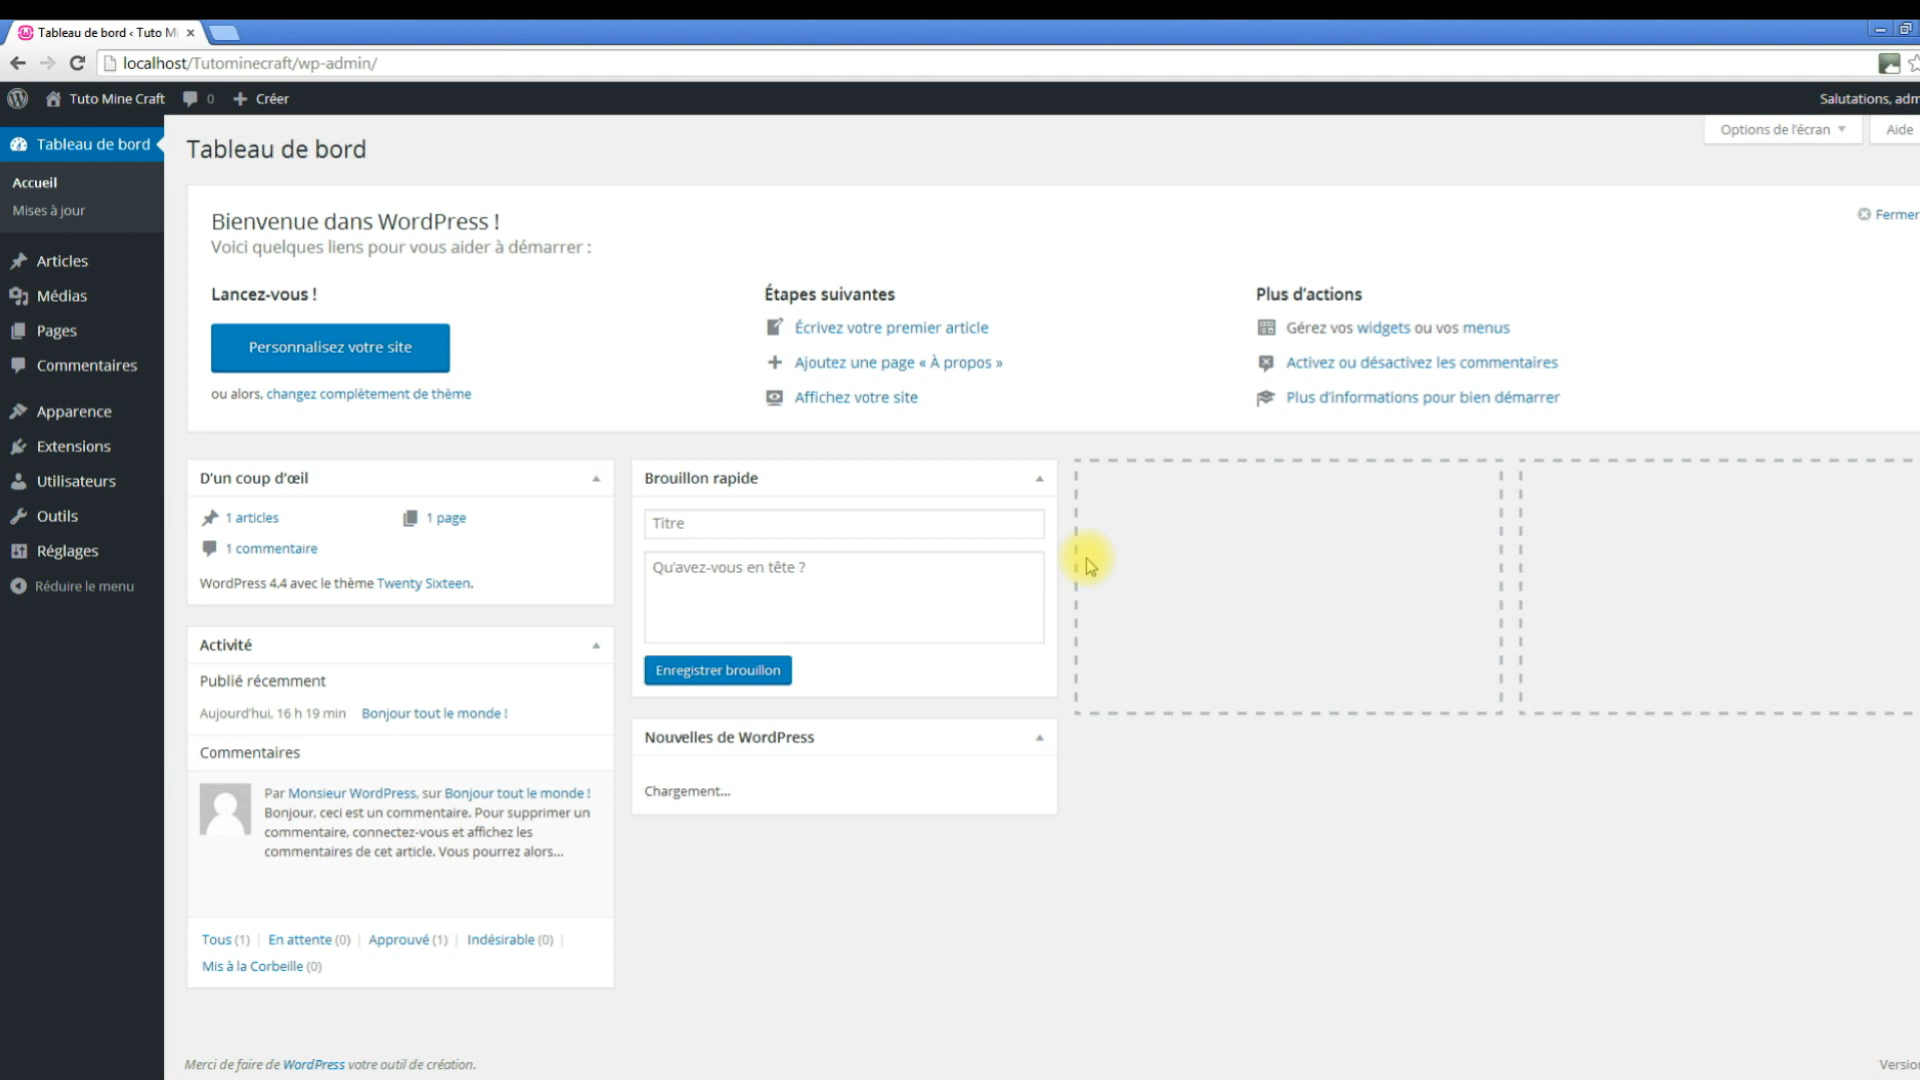 Tableau de bord ‹ Tuto Mi
localhost/Tutominecraft/wp-admin/
Tuto Mine Craft 0 Créer
Salutations, adm
Tableau de bord
Accueil
Mises à jour
Articles
Médias
Pages
Commentaires
Apparence
Extensions
Utilisateurs
Outils
Réglages
Réduire le menu
Options de l'écran
Aide
Tableau de bord
Bienvenue dans WordPress !
Voici quelques liens pour vous aider à démarrer :
Fermer
Lancez-vous !
Personnalisez votre site
ou alors, changez complètement de thème
Étapes suivantes
Écrivez votre premier article
Ajoutez une page « À propos »
Affichez votre site
Plus d'actions
Gérez vos widgets ou vos menus
Activez ou désactivez les commentaires
Plus d'informations pour bien démarrer
D'un coup d'œil
1 articles
1 page
1 commentaire
WordPress 4.4 avec le thème Twenty Sixteen.
Activité
Publié récemment
Aujourd'hui, 16 h 19 min Bonjour tout le monde !
Commentaires
Par Monsieur WordPress, sur Bonjour tout le monde !
Bonjour, ceci est un commentaire. Pour supprimer un
commentaire, connectez-vous et affichez les
commentaires de cet article. Vous pourrez alors...
Tous (1) | En attente (0) | Approuvé (1) | Indésirable (0) |
Mis à la Corbeille (0)
Brouillon rapide
Titre
Qu'avez-vous en tête ?
Enregistrer brouillon
Nouvelles de WordPress
Chargement...
Merci de faire de WordPress votre outil de création.
Version